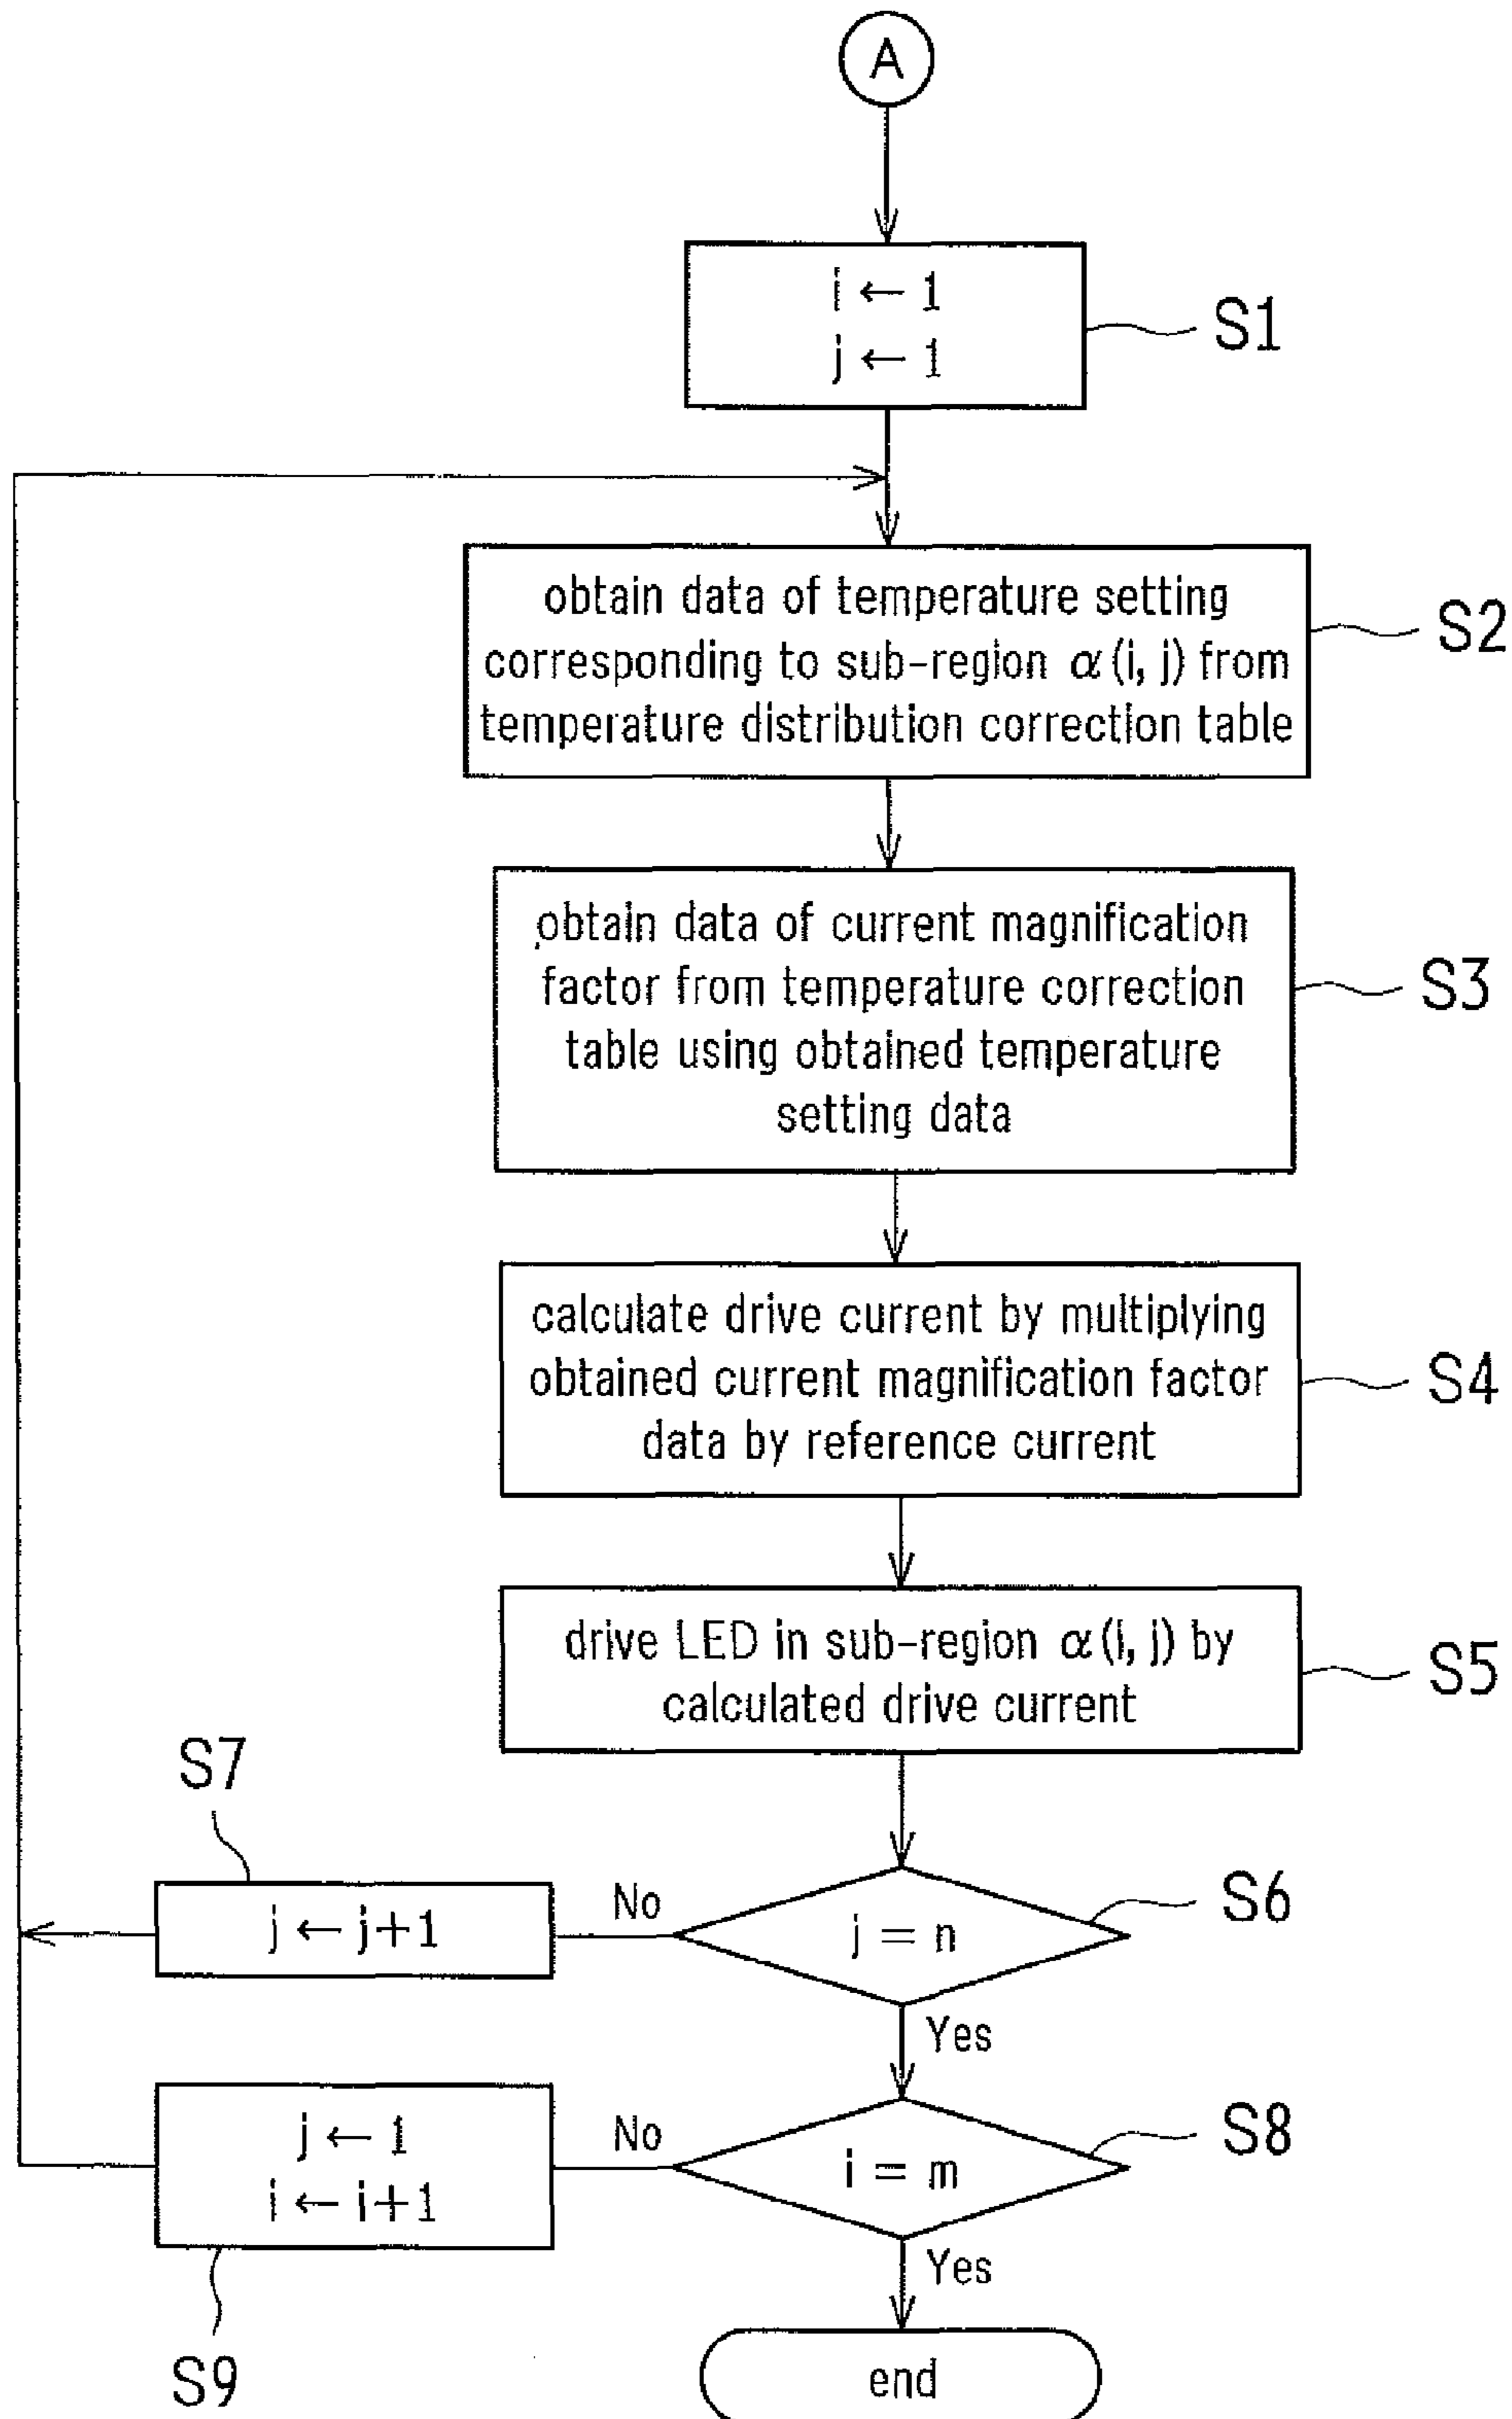 A
i ← 1
j ← 1
S1
obtain data of temperature setting
corresponding to sub-region α(i, j) from
temperature distribution correction table
S2
obtain data of current magnification
factor from temperature correction
table using obtained temperature
setting data
S3
calculate drive current by multiplying
obtained current magnification factor
data by reference current
S4
drive LED in sub-region α(i, j) by
calculated drive current
S5
S7
j ← j+1
No
j = n
S6
Yes
j ← 1
i ← i+1
No
i = m
S8
Yes
S9
end